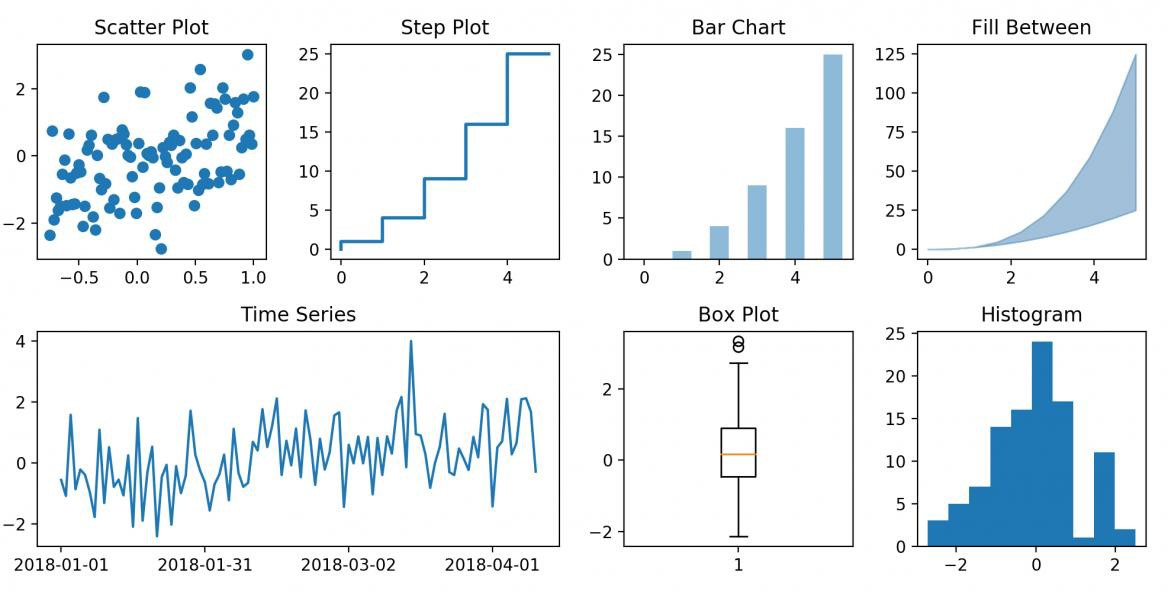 Scatter Plot
2
0
−2
−0.5 0.0 0.5 1.0
Step Plot
25
20
15
10
5
0
0 2 4
Bar Chart
25
20
15
10
5
0
0 2 4
Fill Between
125
100
75
50
25
0
0 2 4
Time Series
4
2
0
−2
2018-01-01 2018-01-31 2018-03-02 2018-04-01
Box Plot
2
0
−2
1
Histogram
25
20
15
10
5
0
−2 0 2